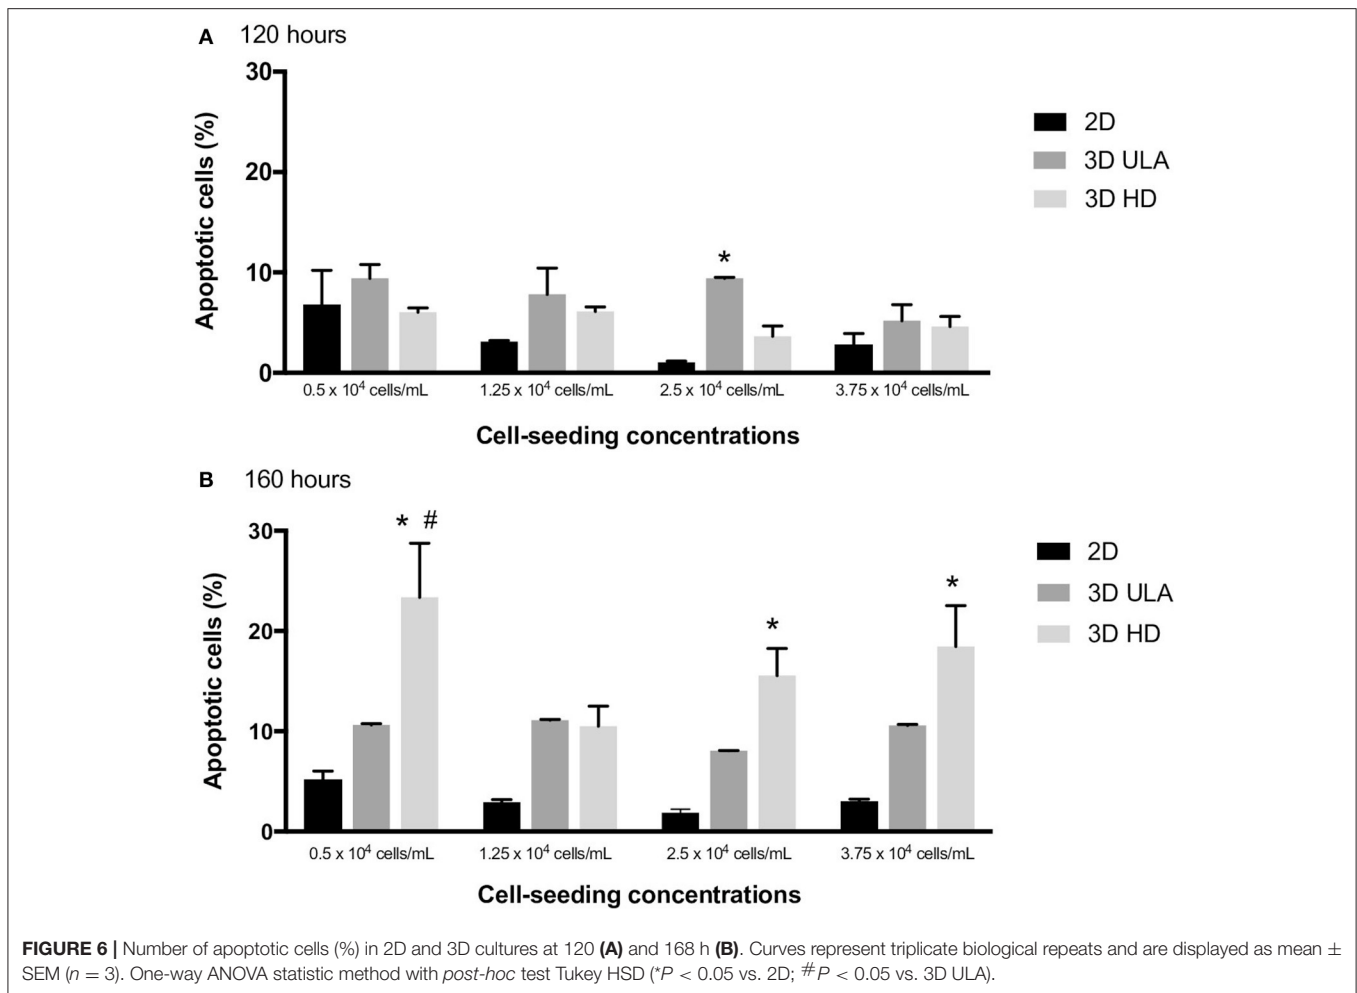 A 120 hours
30
20
10
0
Apoptotic cells (%)
* 
2D
3D ULA
3D HD
0.5 x 10⁴ cells/mL 1.25 x 10⁴ cells/mL 2.5 x 10⁴ cells/mL 3.75 x 10⁴ cells/mL
Cell-seeding concentrations
B 160 hours
30
20
10
0
Apoptotic cells (%)
* #
*
*
2D
3D ULA
3D HD
0.5 x 10⁴ cells/mL 1.25 x 10⁴ cells/mL 2.5 x 10⁴ cells/mL 3.75 x 10⁴ cells/mL
Cell-seeding concentrations
FIGURE 6 | Number of apoptotic cells (%) in 2D and 3D cultures at 120 (A) and 168 h (B). Curves represent triplicate biological repeats and are displayed as mean ±
SEM (n = 3). One-way ANOVA statistic method with post-hoc test Tukey HSD (*P < 0.05 vs. 2D; #P < 0.05 vs. 3D ULA).